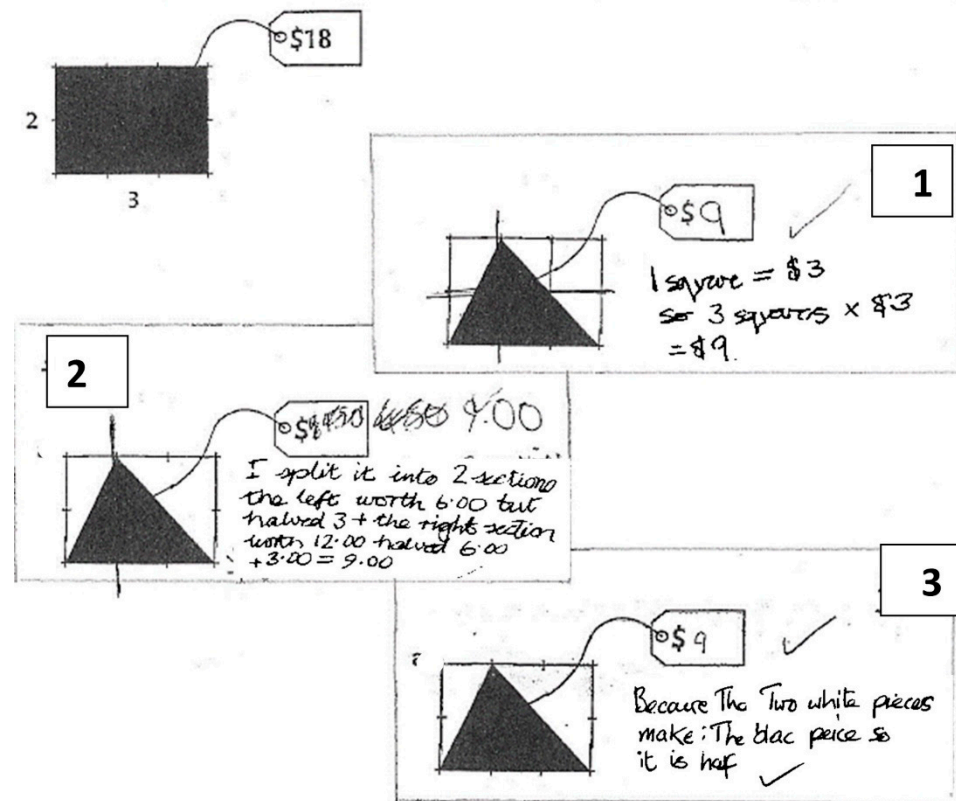 $18
2
3
1
$9
1 square = $3
so 3 squares x $3
= $9.
2
$ 9.00
I split it into 2 sections
the left worth 6.00 but
halved 3 + the right section
worth 12.00 halved 6.00
+3.00 = 9.00
3
$9
Because The Two white pieces
make : The blac peice so
it is half